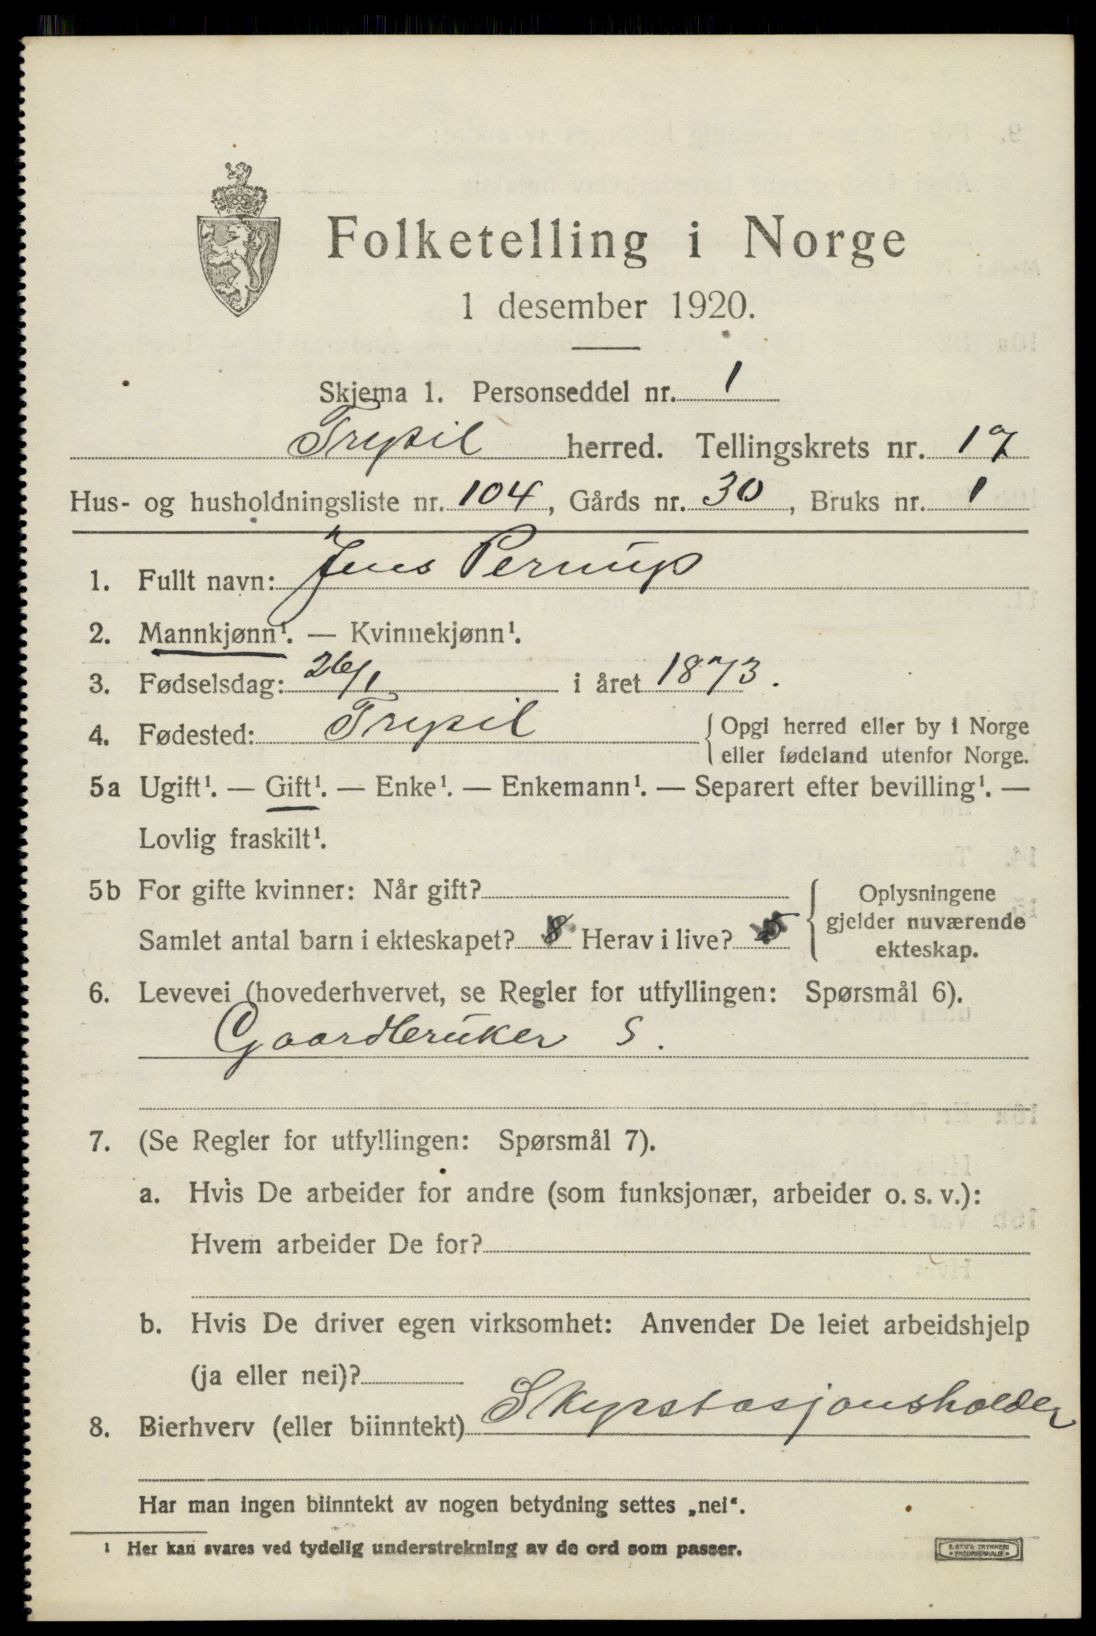 Folketelling i Norge
1 desember 1920.
Skjema 1. Personseddel nr. 1
Trysil herred. Tellingskrets nr. 17
Hus- og husholdningsliste nr. 104, Gårds nr. 30, Bruks nr. 1
1. Fullt navn: Jens Pernup
2. Mannkjønn¹. — Kvinnekjønn¹.
3. Fødselsdag: 26/1 i året 1873.
4. Fødested: Trysil { Opgi herred eller by i Norge
eller fødeland utenfor Norge.
5a Ugift¹. — Gift¹. — Enke¹. — Enkemann¹. — Separert efter bevilling¹. —
Lovlig fraskilt¹.
5b For gifte kvinner: Når gift?
Samlet antal barn i ekteskapet? 8 Herav i live? 5
{ Oplysningene
gjelder nuværende
ekteskap.
6. Levevei (hovederhvervet, se Regler for utfyllingen: Spørsmål 6).
Gaardbruker S.
7. (Se Regler for utfyllingen: Spørsmål 7).
a. Hvis De arbeider for andre (som funksjonær, arbeider o. s. v.):
Hvem arbeider De for?
b. Hvis De driver egen virksomhet: Anvender De leiet arbeidshjelp
(ja eller nei)?
8. Bierhverv (eller biinntekt) Skysstasjonsholder
Har man ingen biinntekt av nogen betydning settes „nei“.
¹ Her kan svares ved tydelig understrekning av de ord som passer.